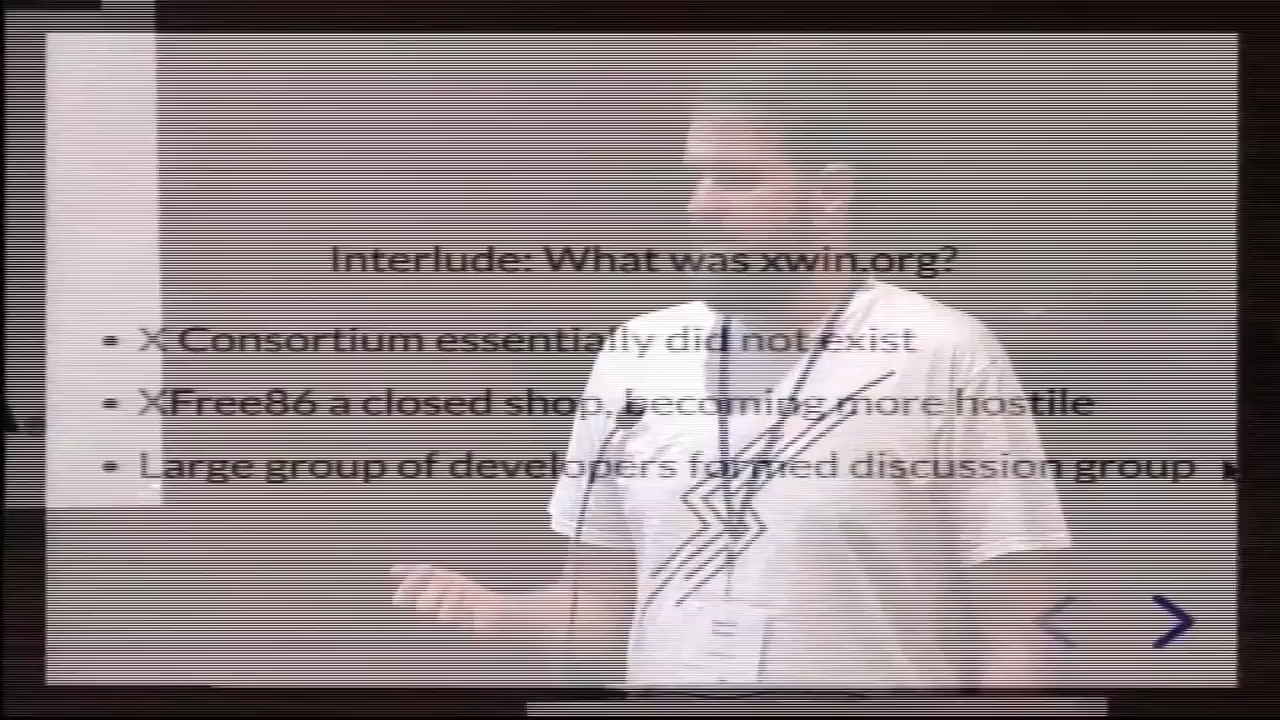 Interlude: What was xwin.org?
• X Consortium essentially did not exist
• XFree86 a closed shop, becoming more hostile
• Large group of developers formed discussion group